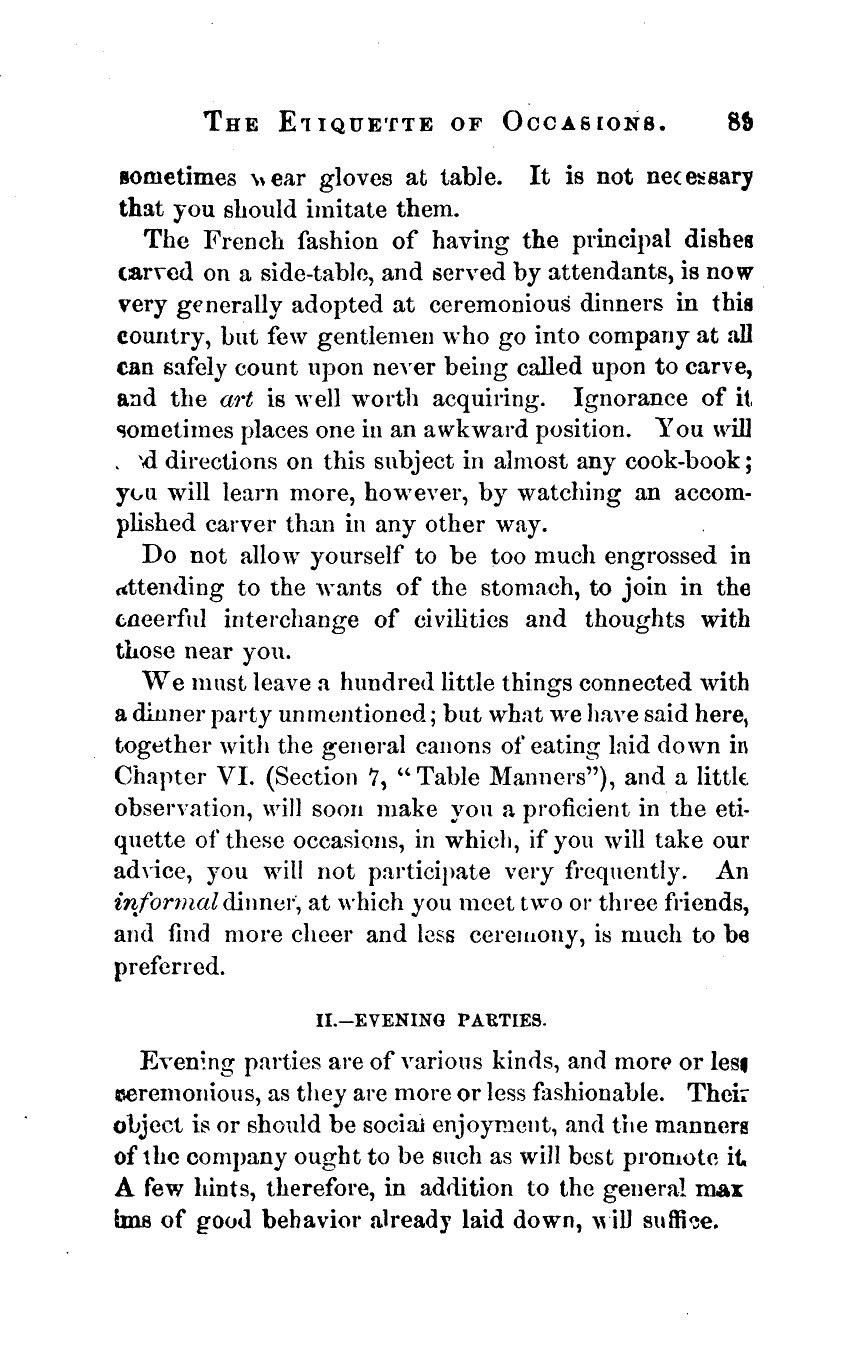 THE ETIQUETTE OF OCCASIONS. 89
sometimes wear gloves at table. It is not necessary
that you should imitate them.
The French fashion of having the principal dishes
carved on a side-table, and served by attendants, is now
very generally adopted at ceremonious dinners in this
country, but few gentlemen who go into company at all
can safely count upon never being called upon to carve,
and the art is well worth acquiring. Ignorance of it
sometimes places one in an awkward position. You will
directions on this subject in almost any cook-book;
you will learn more, however, by watching an accom-
plished carver than in any other way.
Do not allow yourself to be too much engrossed in
attending to the wants of the stomach, to join in the
cheerful interchange of civilities and thoughts with
those near you.
We must leave a hundred little things connected with
a dinner party unmentioned; but what we have said here,
together with the general canons of eating laid down in
Chapter VI. (Section 7, “Table Manners”), and a little
observation, will soon make you a proficient in the eti-
quette of these occasions, in which, if you will take our
advice, you will not participate very frequently. An
informal dinner, at which you meet two or three friends,
and find more cheer and less ceremony, is much to be
preferred.
II.—EVENING PARTIES.
Evening parties are of various kinds, and more or less
ceremonious, as they are more or less fashionable. Their
object is or should be social enjoyment, and the manners
of the company ought to be such as will best promote it.
A few hints, therefore, in addition to the general max
ims of good behavior already laid down, will suffice.